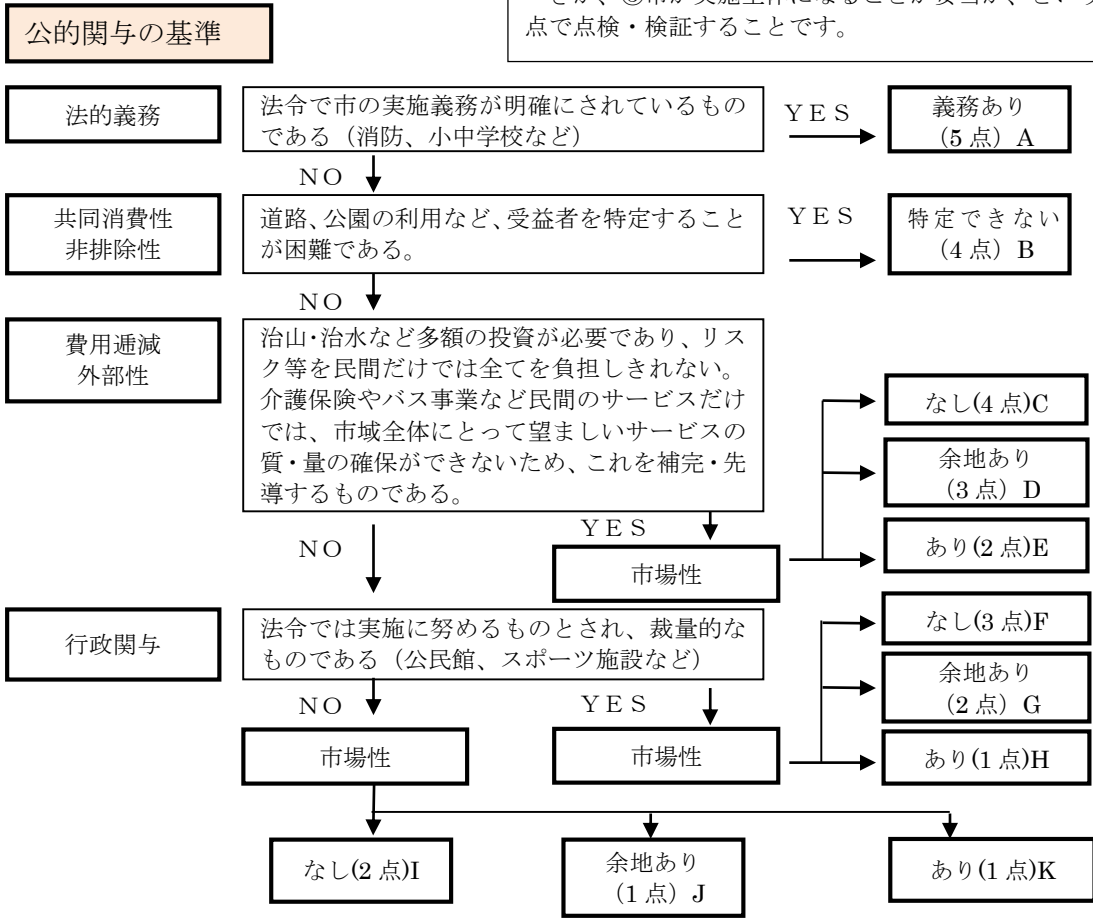 点で点検・検証することです。
公的関与の基準
法的義務
法令で市の実施義務が明確にされているもの
である（消防、小中学校など）
ＹＥＳ
義務あり
（5 点）A
ＮＯ
共同消費性
非排除性
道路、公園の利用など、受益者を特定すること
が困難である。
ＹＥＳ
特定できない
（4 点）B
ＮＯ
費用逓減
外部性
治山・治水など多額の投資が必要であり、リス
ク等を民間だけでは全てを負担しきれない。
介護保険やバス事業など民間のサービスだけ
では、市域全体にとって望ましいサービスの
質・量の確保ができないため、これを補完・先
導するものである。
ＹＥＳ
市場性
なし(4 点)C
余地あり
（3 点）D
あり(2 点)E
ＮＯ
行政関与
法令では実施に努めるものとされ、裁量的な
ものである（公民館、スポーツ施設など）
ＹＥＳ
市場性
なし(3 点)F
余地あり
（2 点）G
あり(1 点)H
ＮＯ
市場性
なし(2 点)I
余地あり
（1 点）J
あり(1 点)K